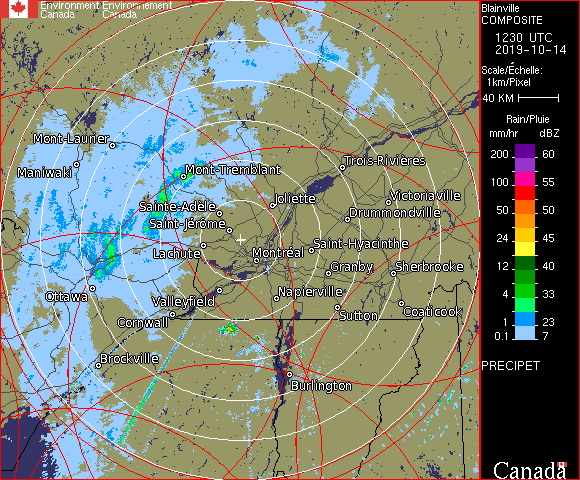 Environment Environnement
Canada Canada
Blainville
COMPOSITE
1230 UTC
2019-10-14
Scale/Échelle:
1km/Pixel
40 KM
Rain/Pluie
mm/hr dBZ
200 60
100 55
50 50
24 45
12 40
4 33
1 23
0.1 7
PRECIPET
Canada
Mont-Laurier
Maniwaki
Mont-Tremblant
Trois-Rivières
Sainte-Adèle
Joliette
Victoriaville
Drummondville
Saint-Jérôme
Lachute
Montréal
Saint-Hyacinthe
Granby
Sherbrooke
Ottawa
Valleyfield
Napierville
Cornwall
Sutton
Coaticook
Brockville
Burlington